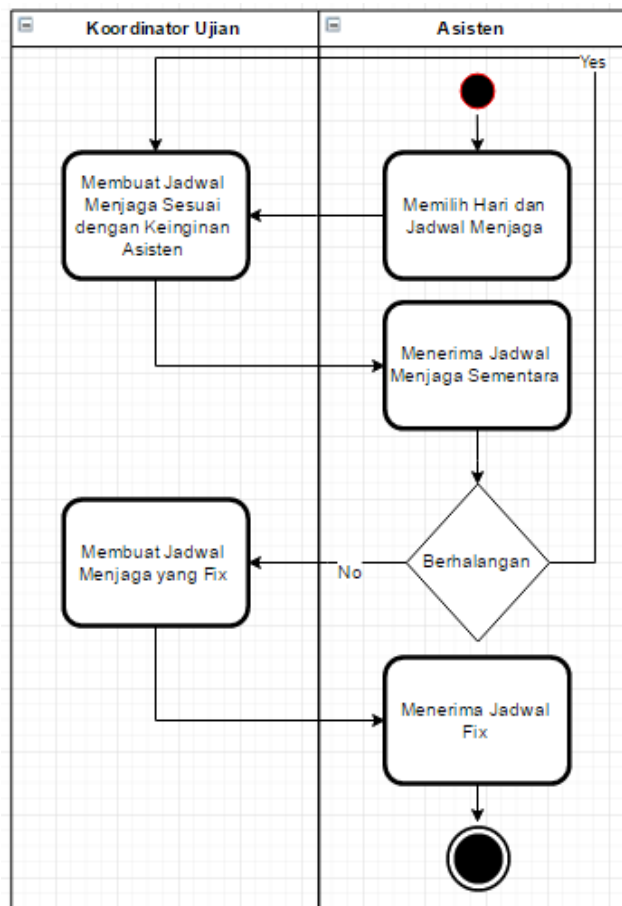 Koordinator Ujian
Asisten
Yes
Membuat Jadwal
Menjaga Sesuai
dengan Keinginan
Asisten
Memilih Hari dan
Jadwal Menjaga
Menerima Jadwal
Menjaga Sementara
Berhalangan
No
Membuat Jadwal
Menjaga yang Fix
Menerima Jadwal
Fix